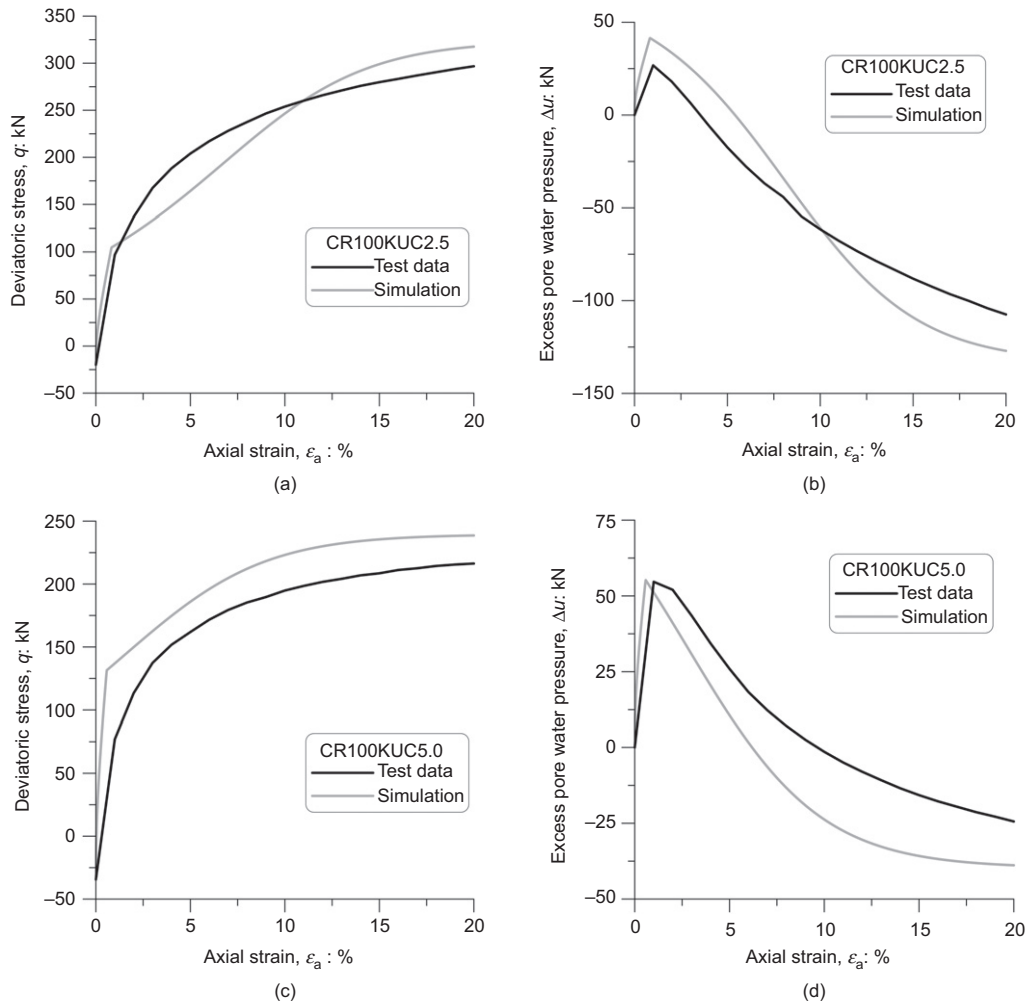 350
300
250
200
150
100
50
0
–50
Deviatoric stress, q: kN
CR100KUC2.5
Test data
Simulation
0 5 10 15 20
Axial strain, εa : %
(a)
50
0
–50
–100
–150
Excess pore water pressure, Δu: kN
CR100KUC2.5
Test data
Simulation
0 5 10 15 20
Axial strain, εa: %
(b)
250
200
150
100
50
0
–50
Deviatoric stress, q: kN
CR100KUC5.0
Test data
Simulation
0 5 10 15 20
Axial strain, εa : %
(c)
75
50
25
0
–25
–50
Excess pore water pressure, Δu: kN
CR100KUC5.0
Test data
Simulation
0 5 10 15 20
Axial strain, εa: %
(d)